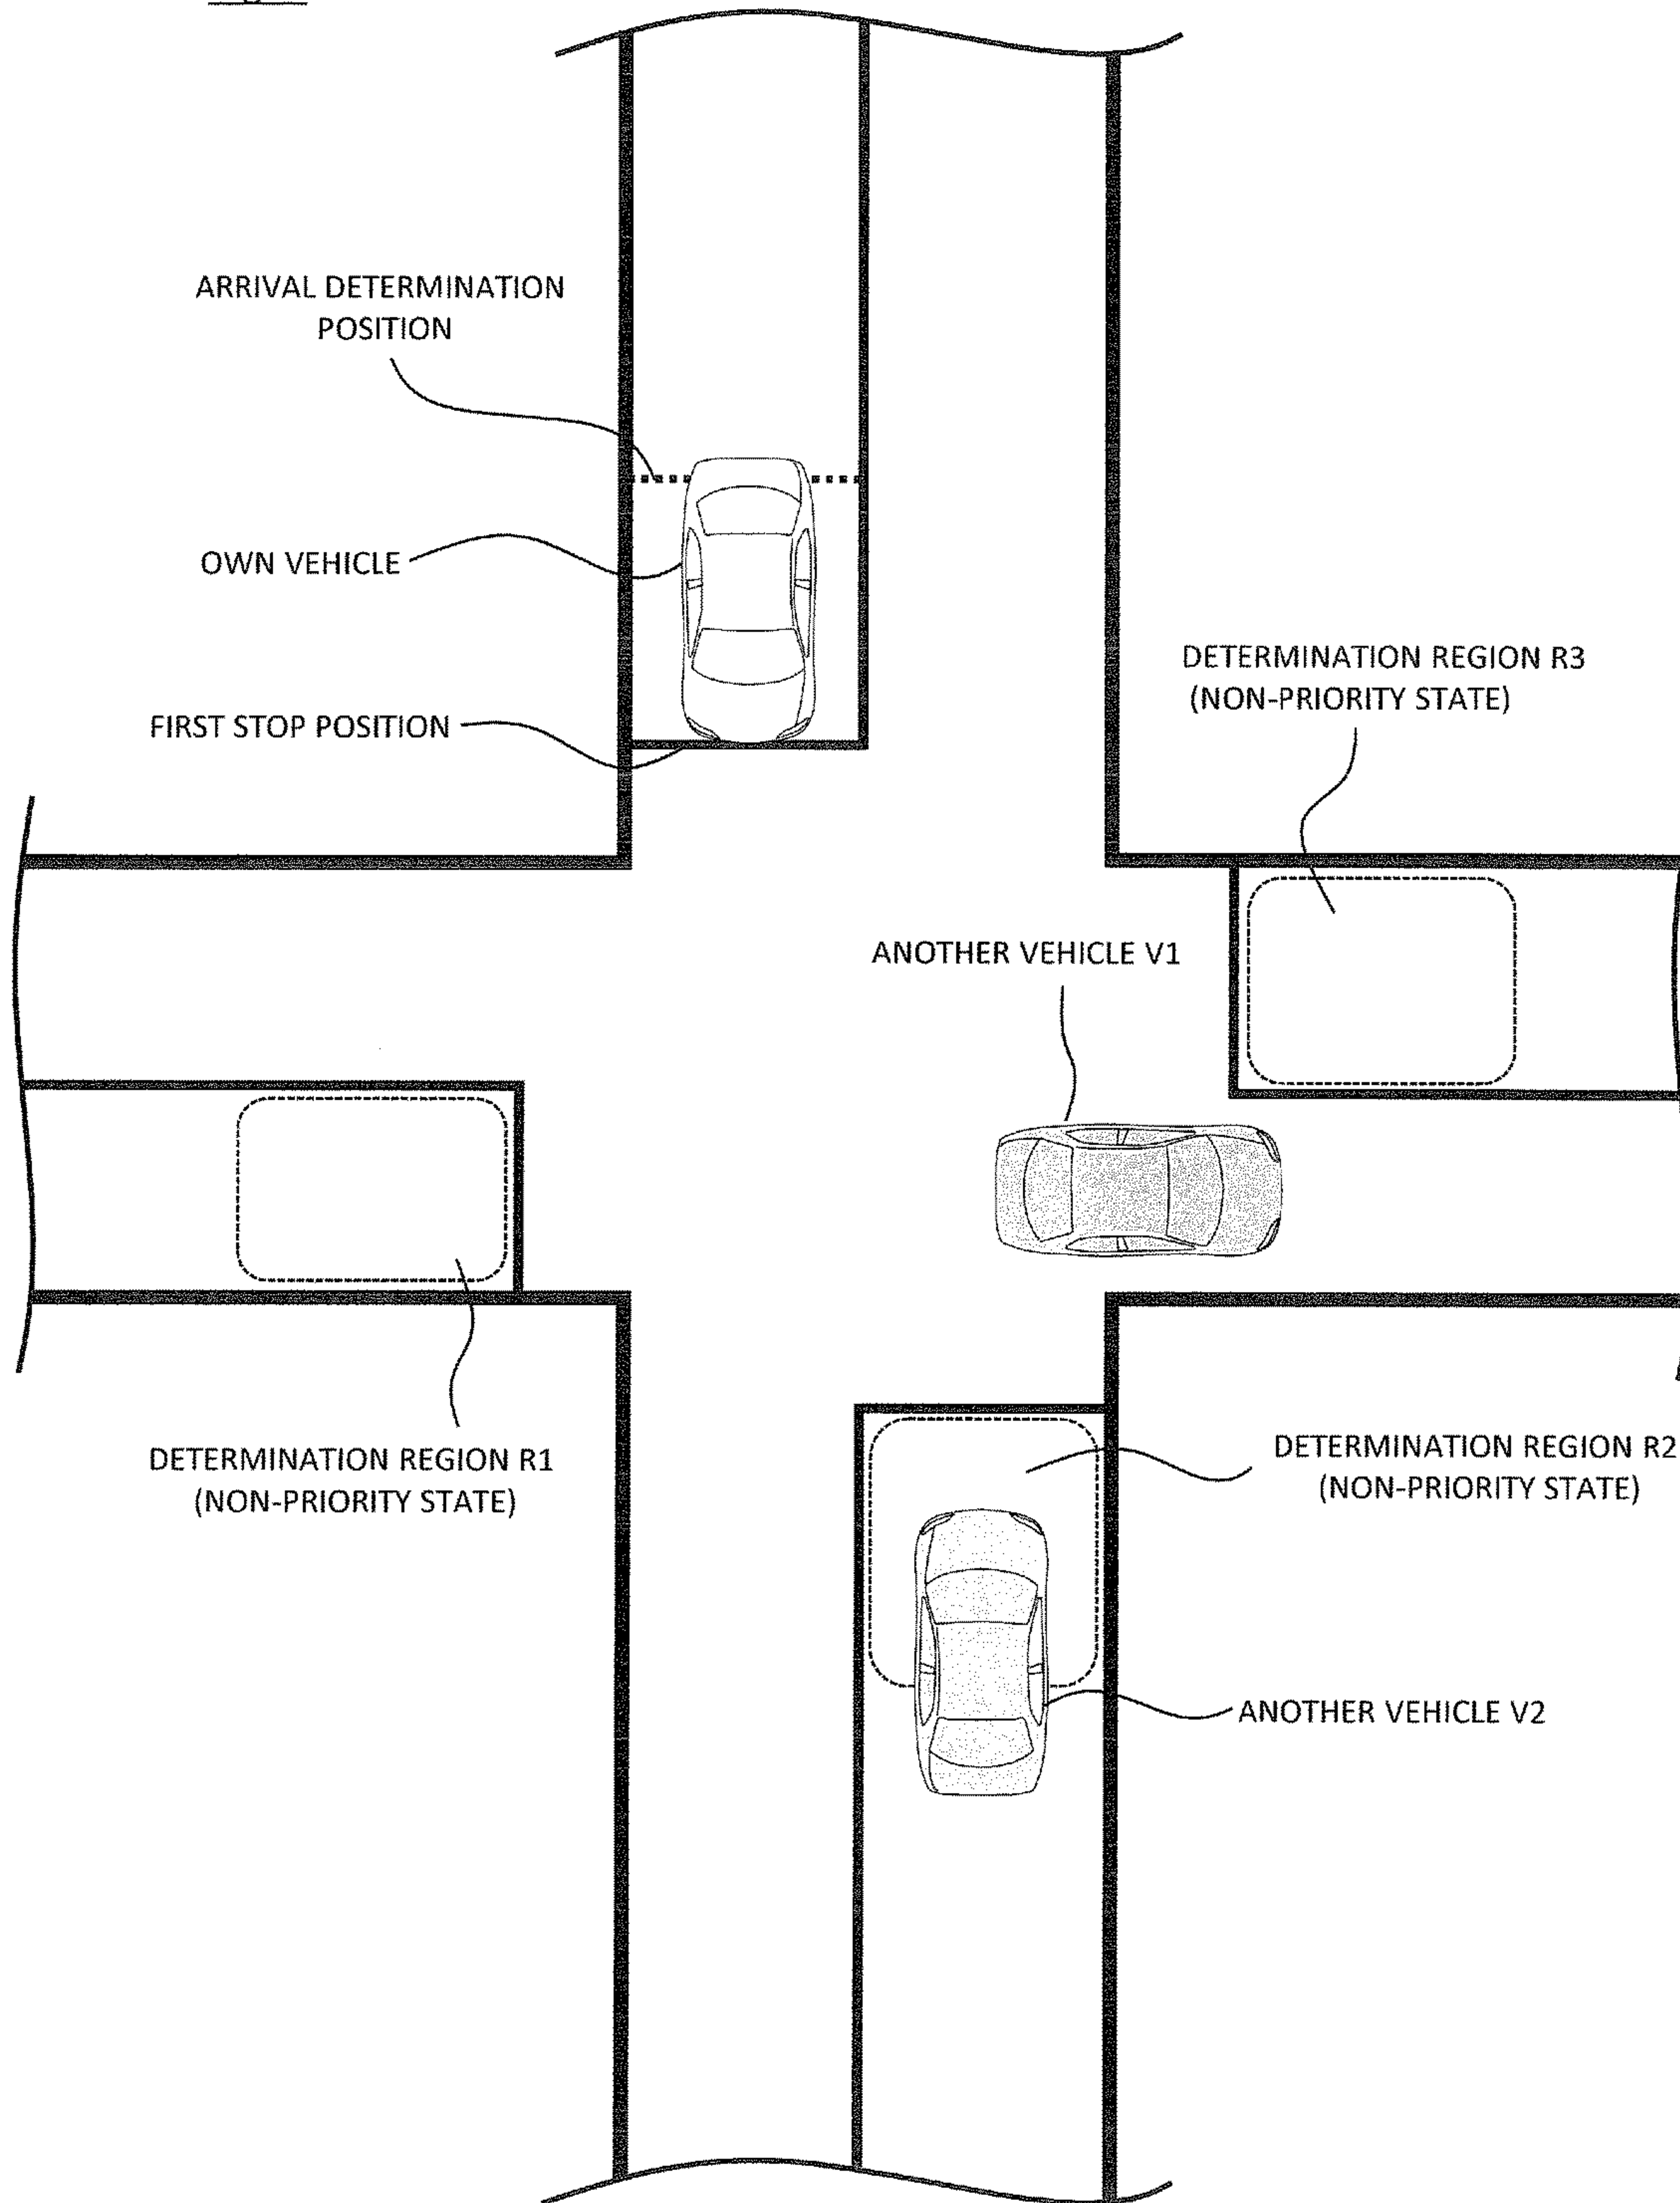 ARRIVAL DETERMINATION
POSITION
OWN VEHICLE
DETERMINATION REGION R3
(NON-PRIORITY STATE)
FIRST STOP POSITION
ANOTHER VEHICLE V1
DETERMINATION REGION R1
(NON-PRIORITY STATE)
DETERMINATION REGION R2
(NON-PRIORITY STATE)
ANOTHER VEHICLE V2